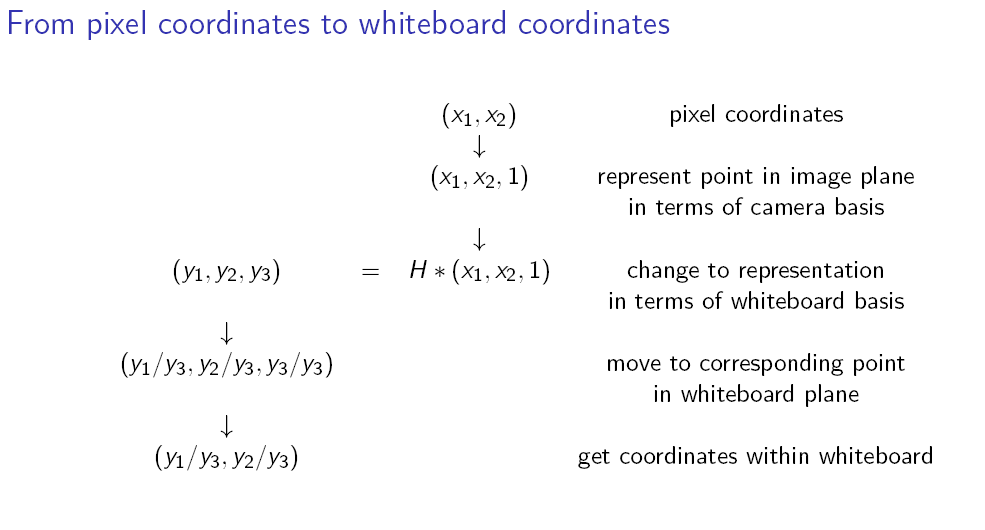 From pixel coordinates to whiteboard coordinates
(x₁, x₂) pixel coordinates
↓
(x₁, x₂, 1) represent point in image plane
in terms of camera basis
↓
(y₁, y₂, y₃) = H ∗ (x₁, x₂, 1) change to representation
in terms of whiteboard basis
↓
(y₁/y₃, y₂/y₃, y₃/y₃) move to corresponding point
in whiteboard plane
↓
(y₁/y₃, y₂/y₃) get coordinates within whiteboard